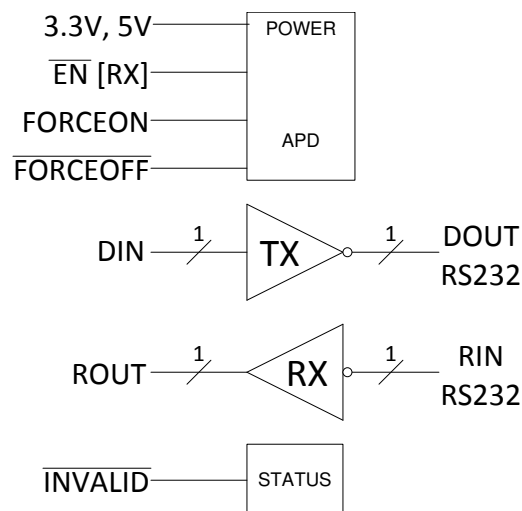 3.3V, 5V
POWER
EN [RX]
FORCEON
APD
FORCEOFF
DIN
1
TX
1
DOUT
RS232
ROUT
1
RX
1
RIN
RS232
INVALID
STATUS